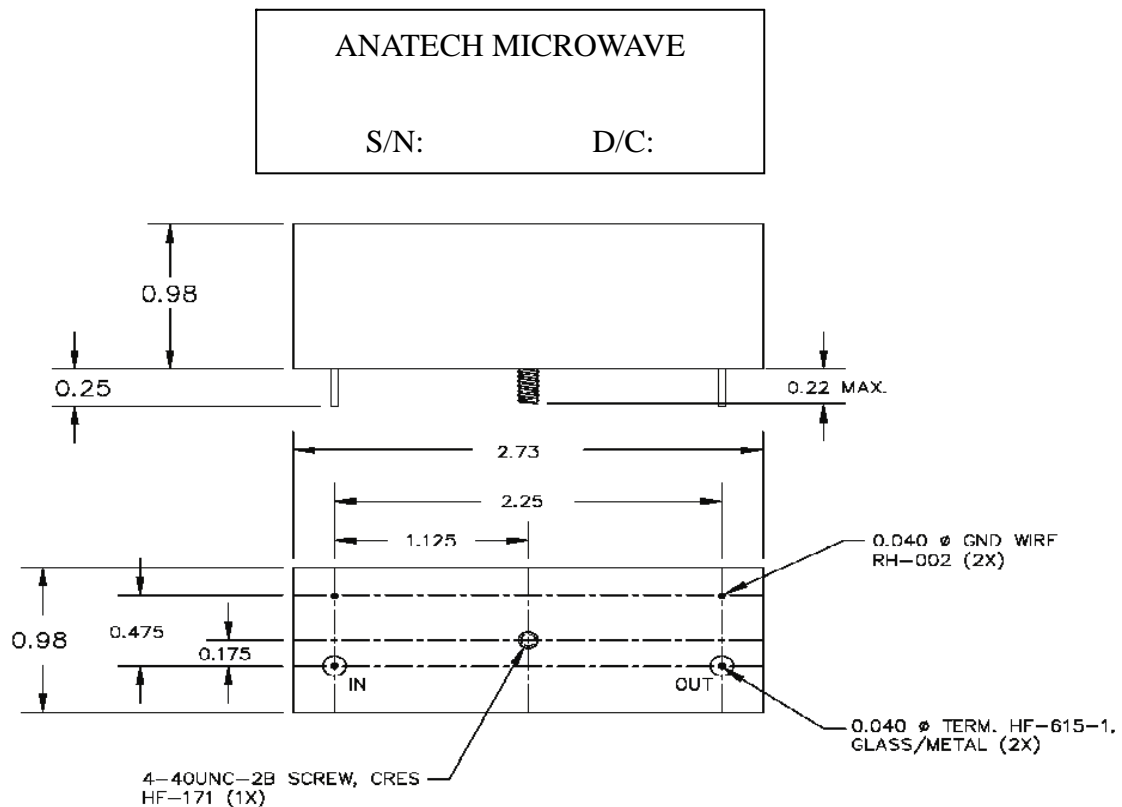 ANATECH MICROWAVE
S/N: D/C:
0.98
0.25
0.22 MAX.
2.73
2.25
1.125
0.040 ø GND WIRE
RH-002 (2X)
0.98
0.475
0.175
IN
OUT
0.040 ø TERM. HF-615-1,
GLASS/METAL (2X)
4-40UNC-2B SCREW, CRES
HF-171 (1X)